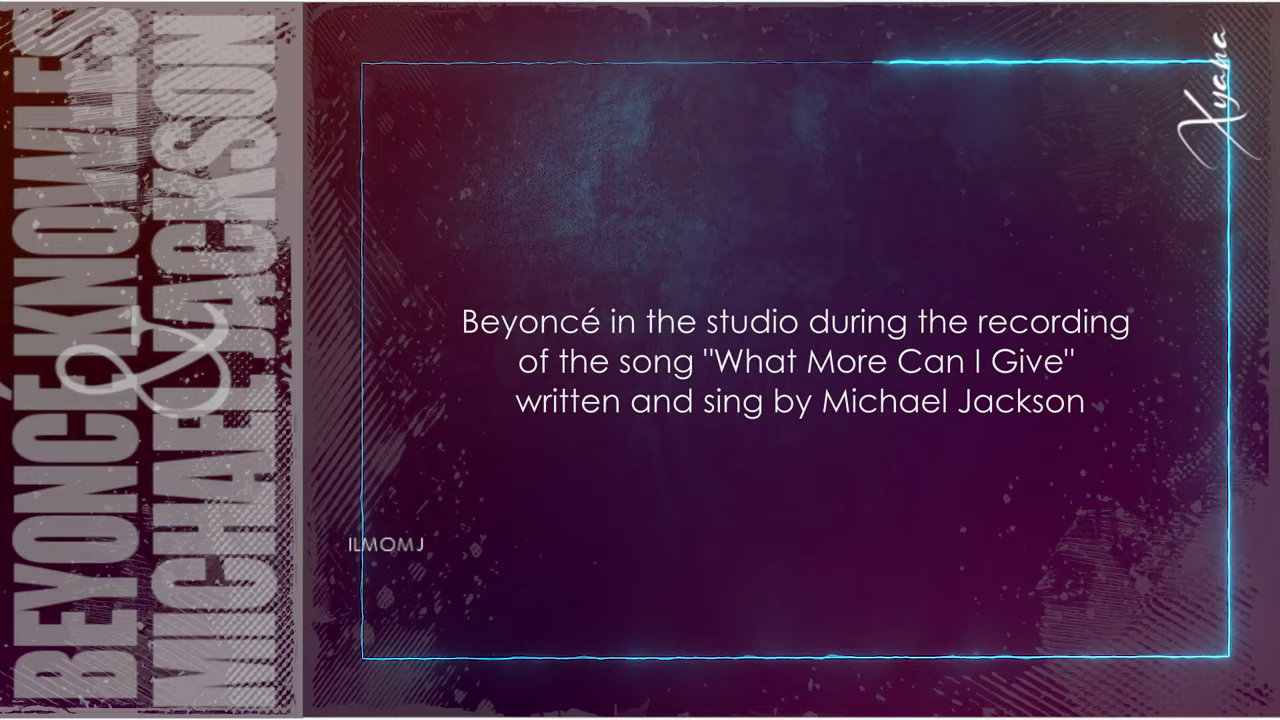 BEYONCÉ KNOWLES
&
MICHAEL JACKSON
Xyana
Beyoncé in the studio during the recording
of the song "What More Can I Give"
written and sing by Michael Jackson
ILMOMJ